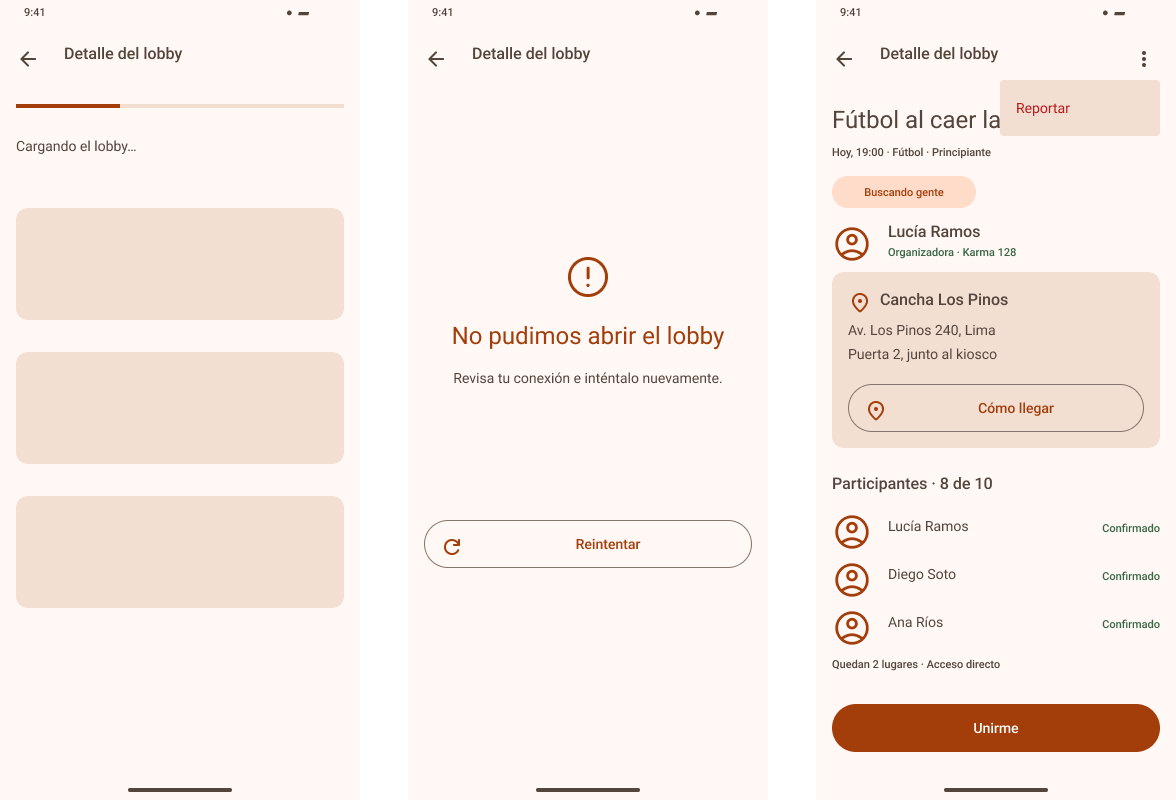 9:41
Detalle del lobby
Cargando el lobby…
9:41
Detalle del lobby
No pudimos abrir el lobby
Revisa tu conexión e inténtalo nuevamente.
Reintentar
9:41
Detalle del lobby
Reportar
Fútbol al caer la
Hoy, 19:00 · Fútbol · Principiante
Buscando gente
Lucía Ramos
Organizadora · Karma 128
Cancha Los Pinos
Av. Los Pinos 240, Lima
Puerta 2, junto al kiosco
Cómo llegar
Participantes · 8 de 10
Lucía Ramos Confirmado
Diego Soto Confirmado
Ana Ríos Confirmado
Quedan 2 lugares · Acceso directo
Unirme